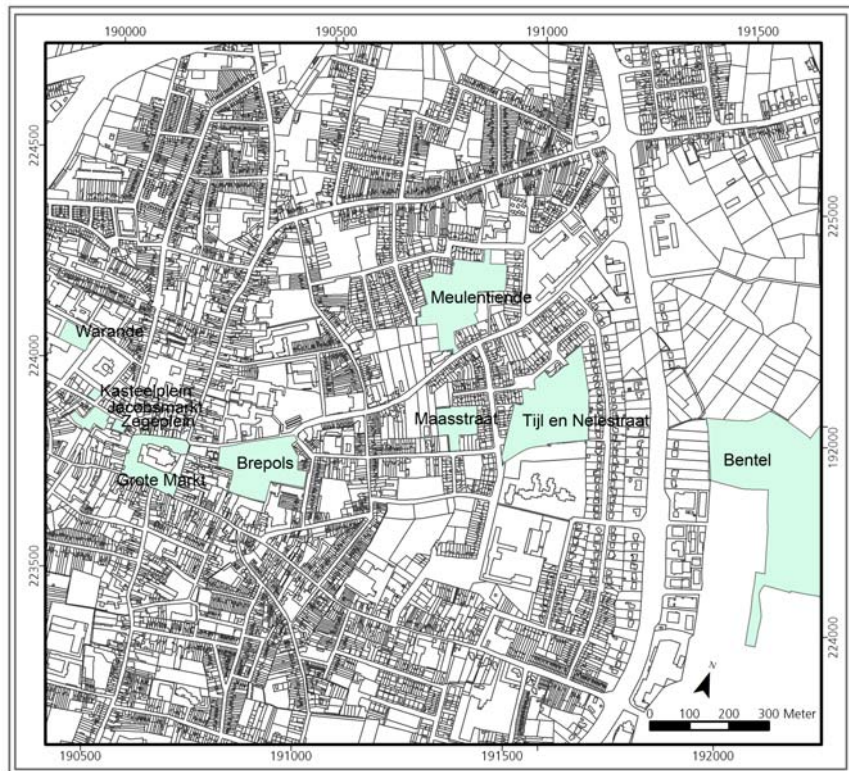 190000 190500 191000 191500
224500
225000
Meulentiende
Warande
224000
Kasteelplein
Jacobsmarkt
Zegeplein
Maasstraat
Tijl en Nelestraat
192000
Brepols
Bentel
Grote Markt
223500
224000
N
0 100 200 300 Meter
190500 191000 191500 192000